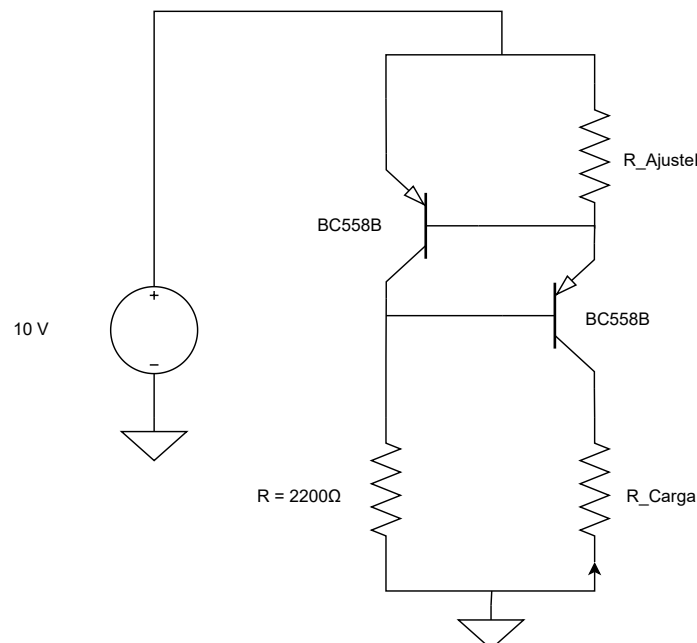 R_Ajustel
BC558B
+
10 V
BC558B
−
R = 2200Ω
R_Carga